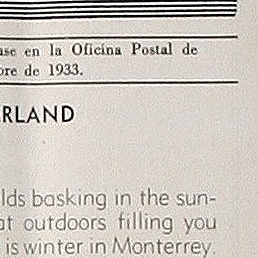 ase en la Oficina Postal de
bre de 1933.
ERLAND
lds basking in the sun-
at outdoors filling you
is winter in Monterrey.